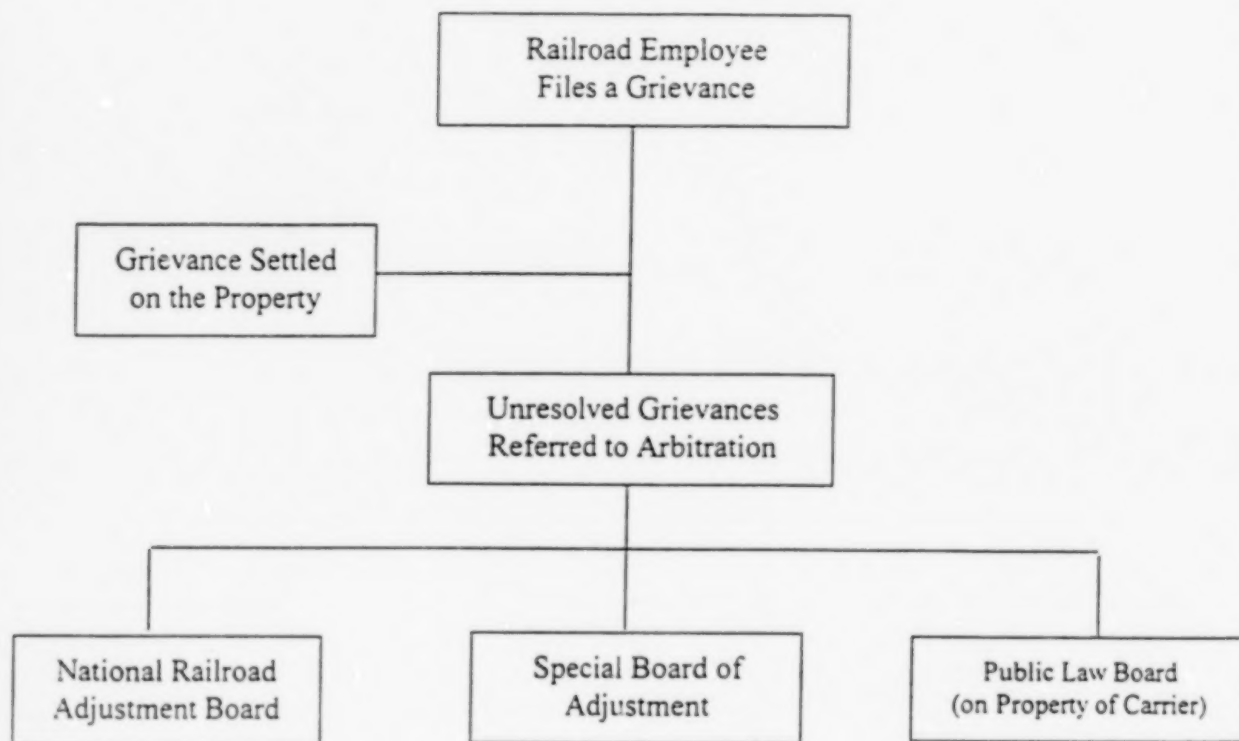 Railroad Employee
Files a Grievance
Grievance Settled
on the Property
Unresolved Grievances
Referred to Arbitration
National Railroad
Adjustment Board
Special Board of
Adjustment
Public Law Board
(on Property of Carrier)